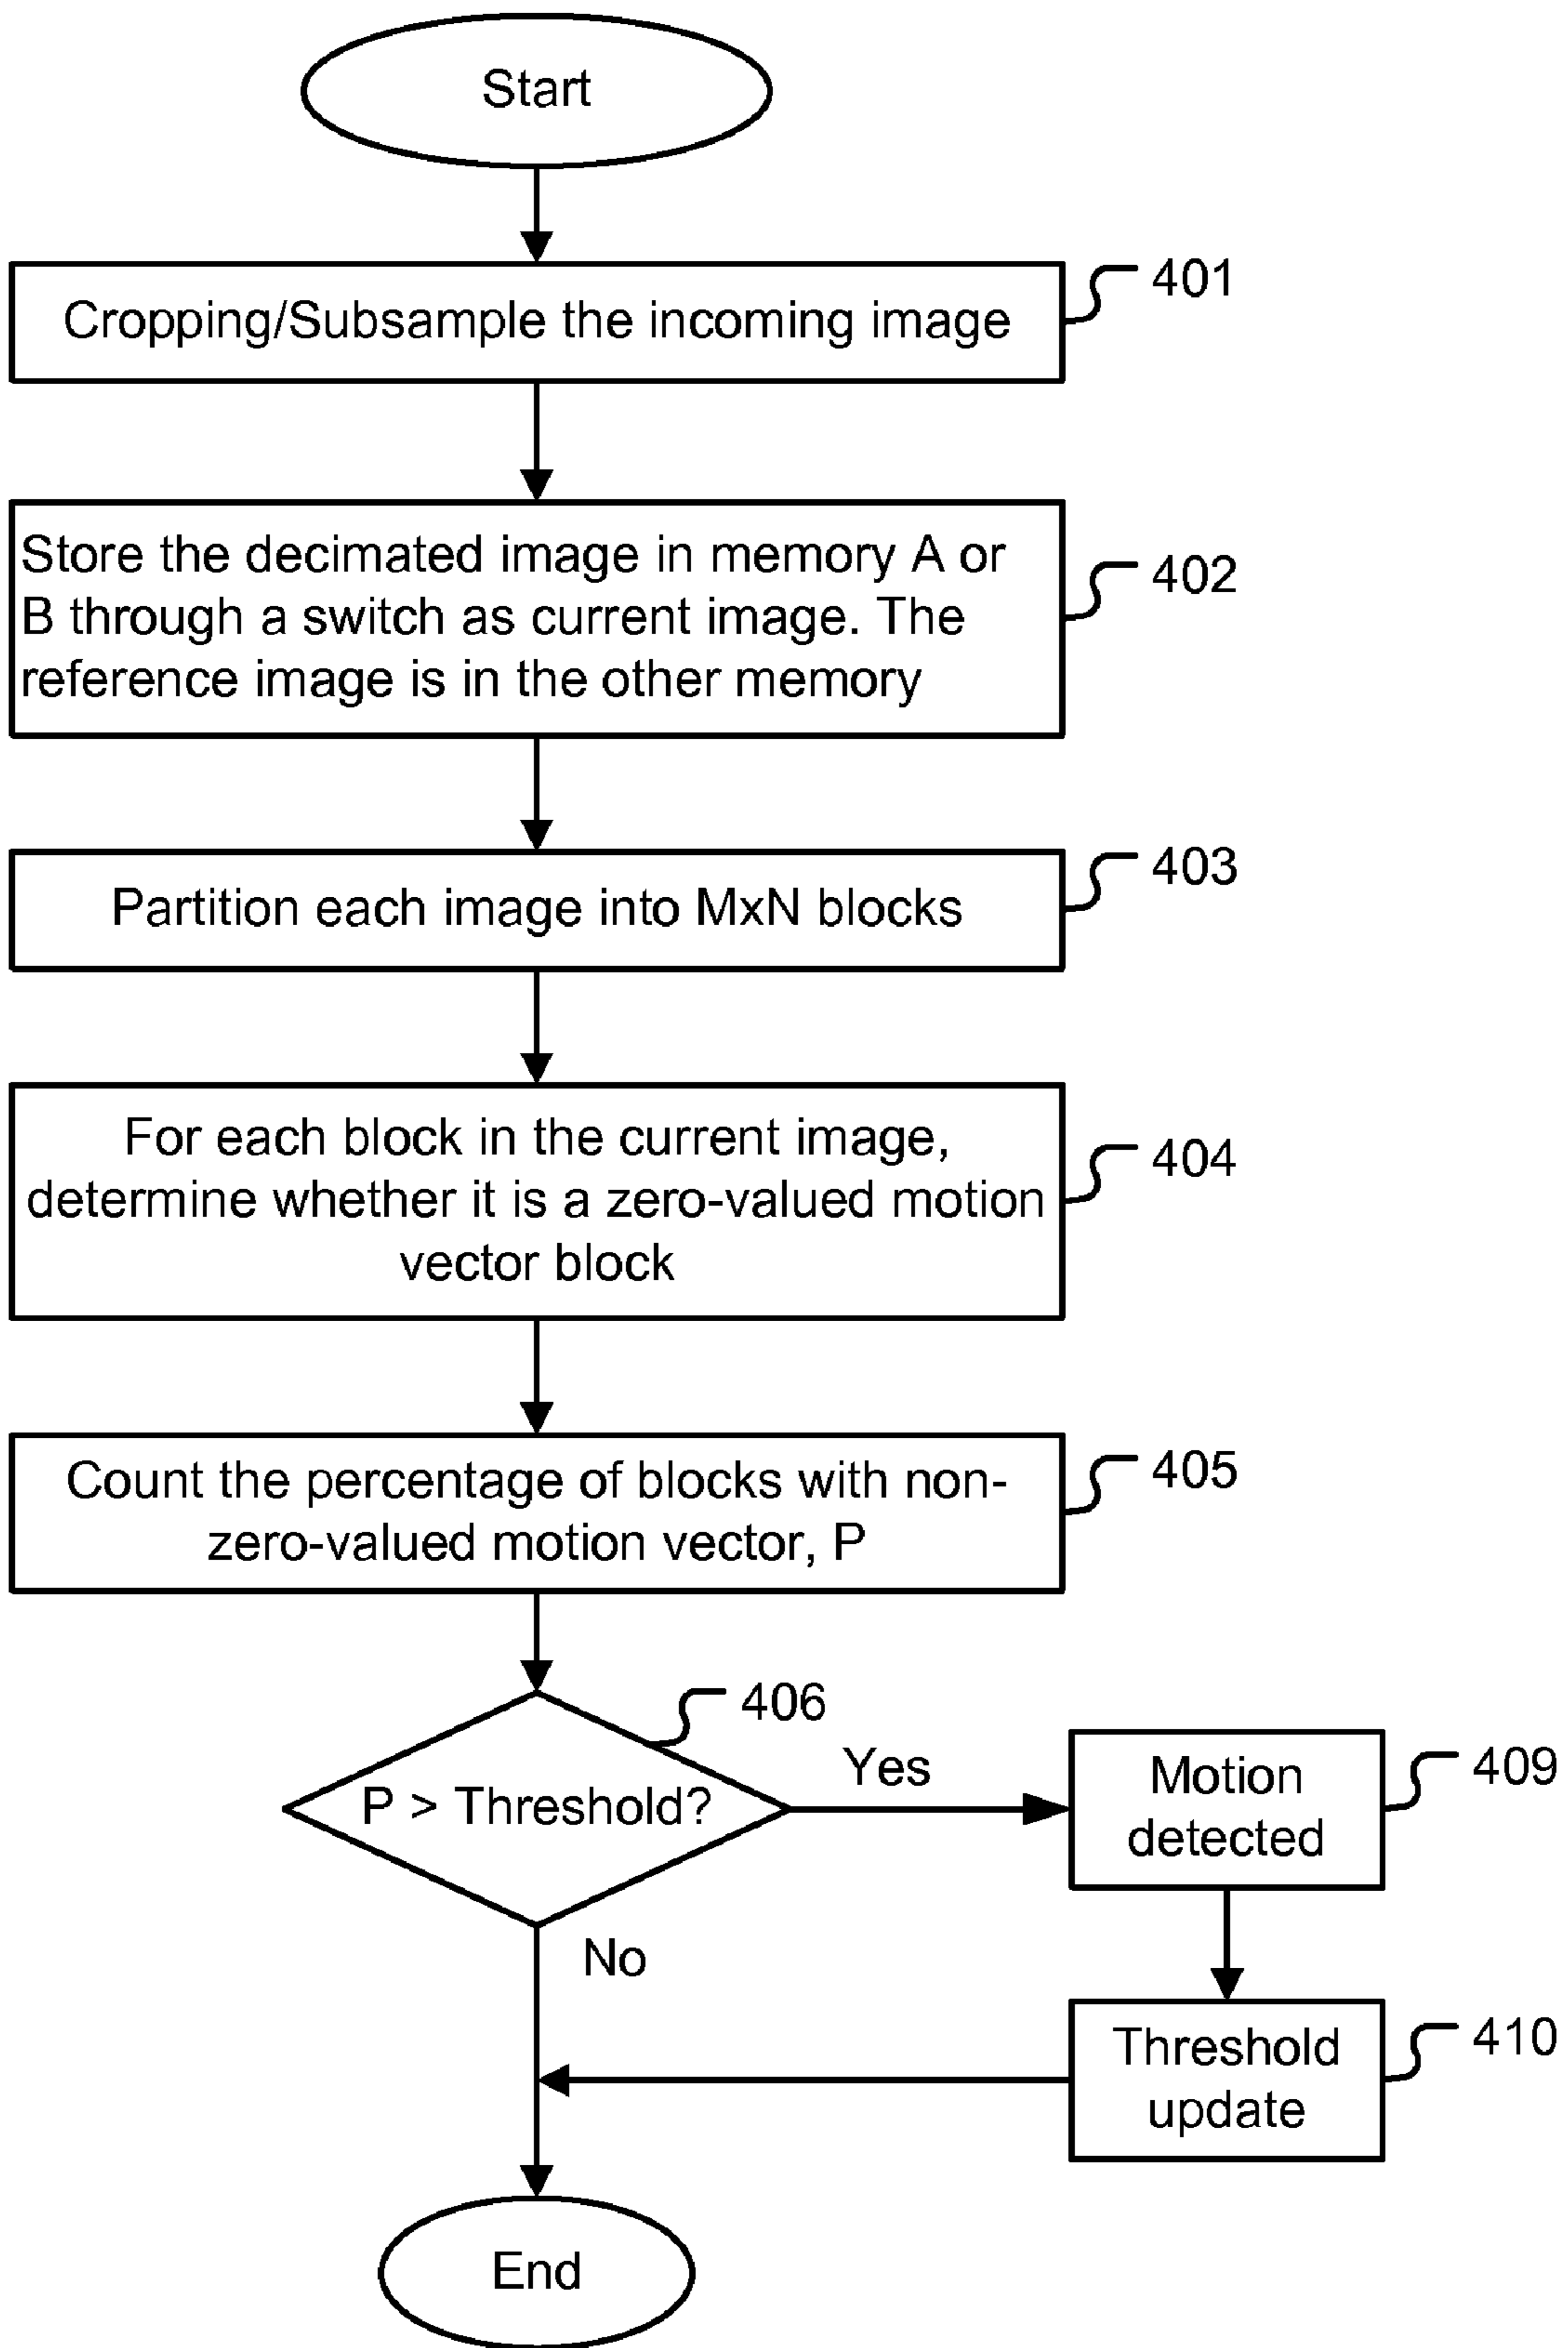 Start
401
Cropping/Subsample the incoming image
Store the decimated image in memory A or
B through a switch as current image. The
reference image is in the other memory
402
403
Partition each image into MxN blocks
For each block in the current image,
determine whether it is a zero-valued motion
vector block
404
Count the percentage of blocks with non-
zero-valued motion vector, P
405
406
P > Threshold?
Yes
Motion
detected
409
No
Threshold
update
410
End